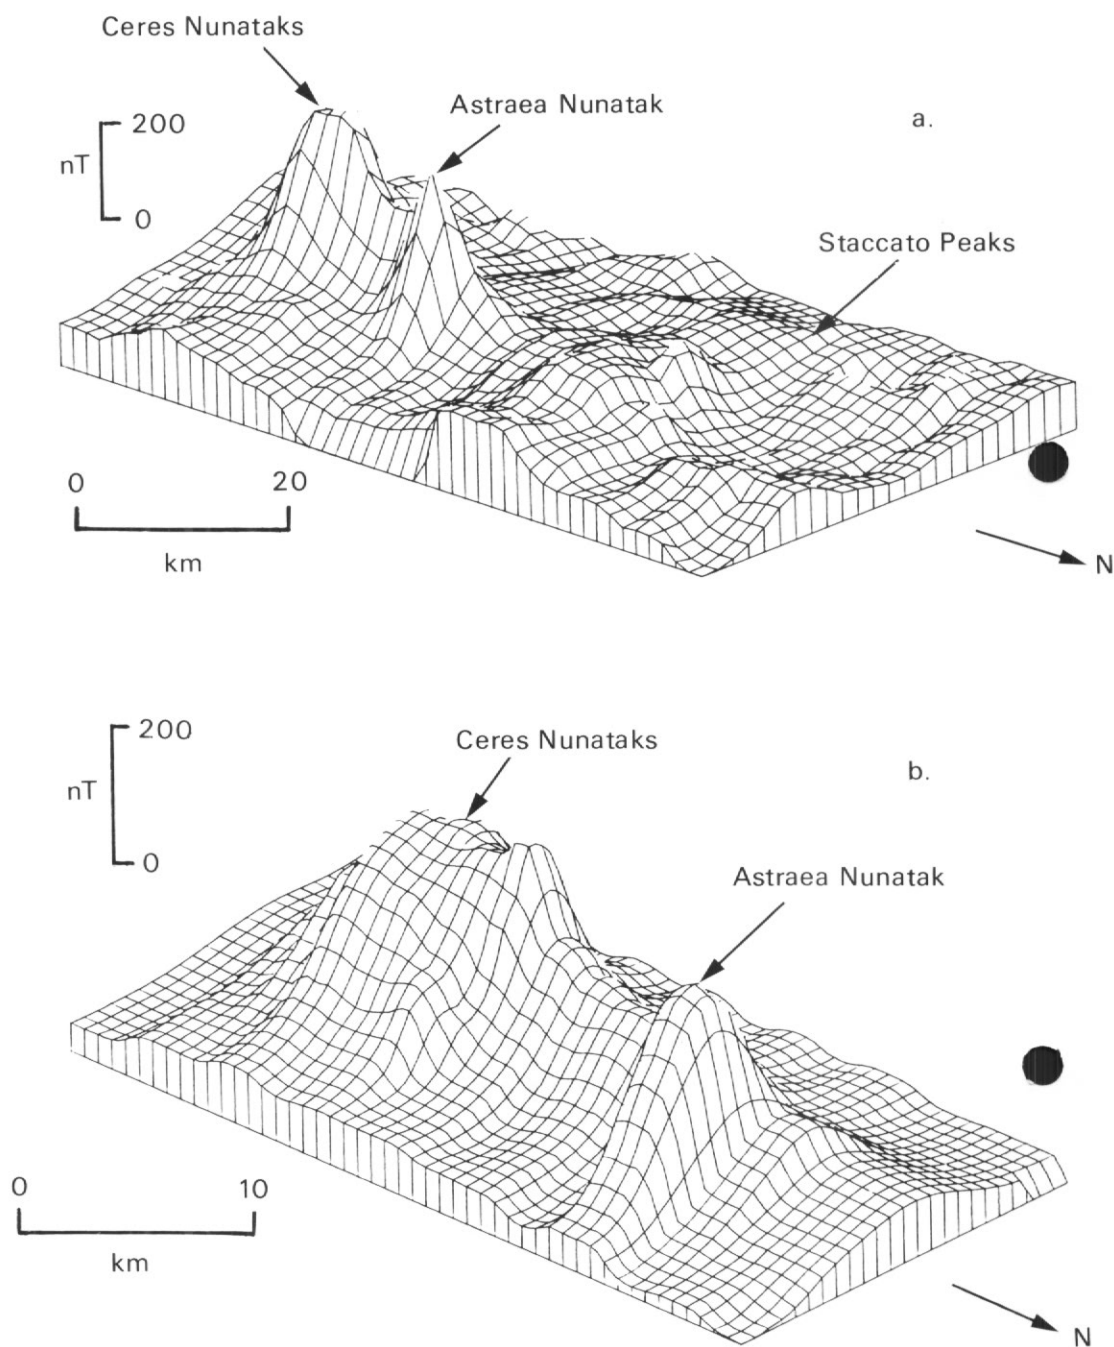 Ceres Nunataks
Astraea Nunatak
a.
200
nT
0
Staccato Peaks
0 20
km
N
200
Ceres Nunataks
b.
nT
0
Astraea Nunatak
0 10
km
N